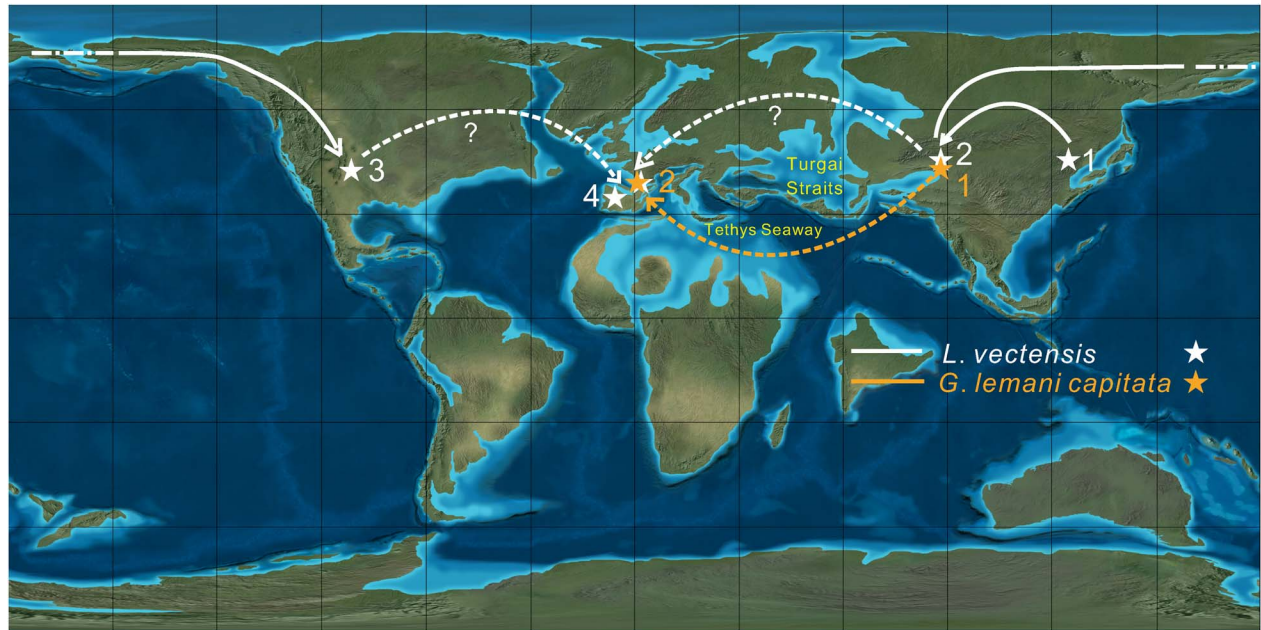 ?
?
3
4
2
Turgai
Straits
2
1
1
Tethys Seaway
L. vectensis
G. lemani capitata